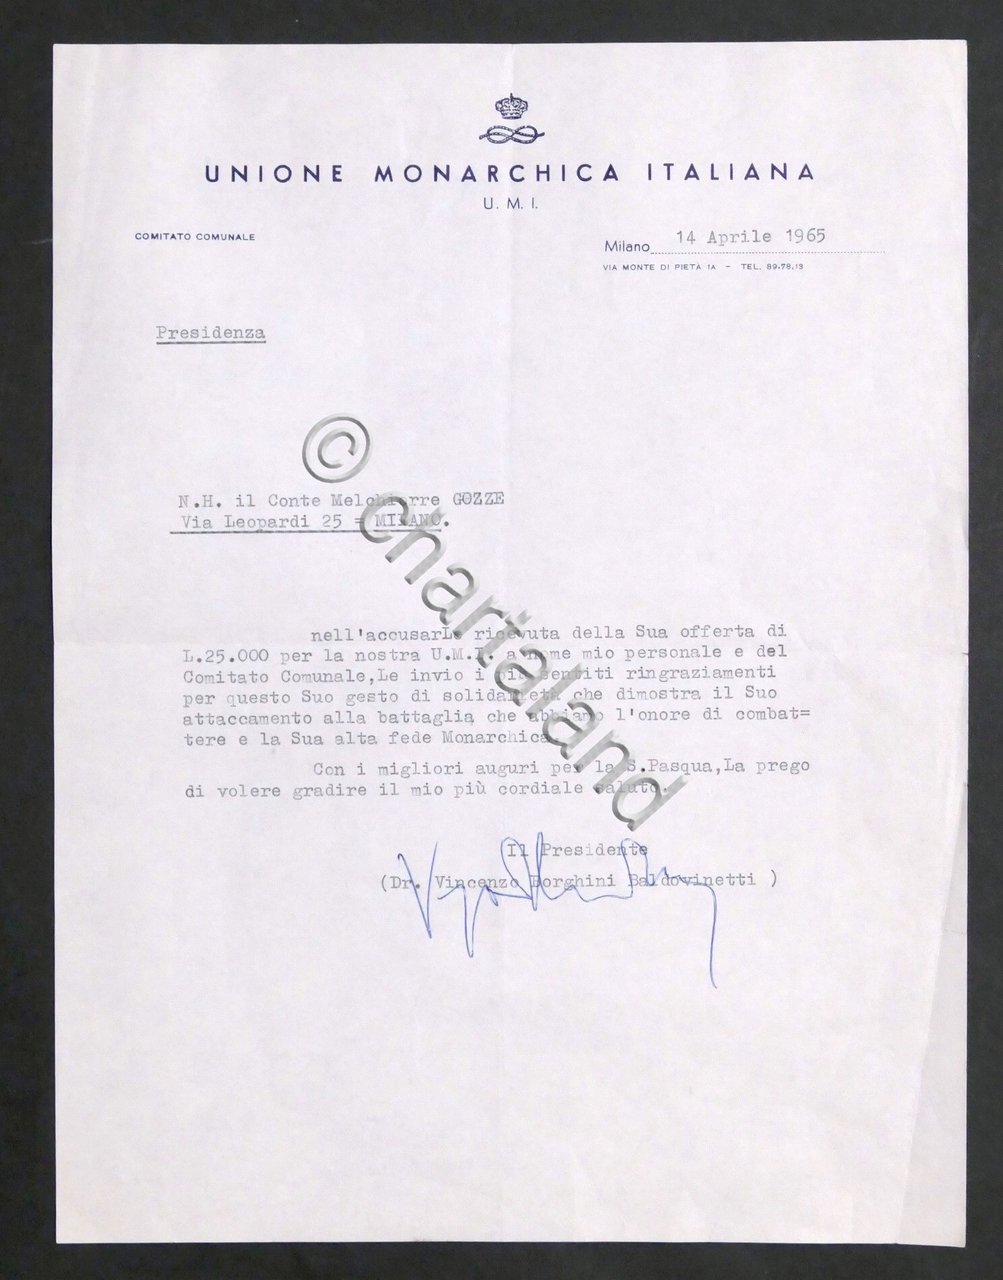 UNIONE MONARCHICA ITALIANA
U. M. I.
COMITATO COMUNALE
Milano 14 Aprile 1965
VIA MONTE DI PIETÀ 1A – TEL. 89.78.13
Presidenza
N.H. il Conte Melchiorre GOZZE
Via Leopardi 25 = MILANO.
nell'accusarLe ricevuta della Sua offerta di
L.25.000 per la nostra U.M.I. a nome mio personale e del
Comitato Comunale,Le invio i più sentiti ringraziamenti
per questo Suo gesto di solidarietà che dimostra il Suo
attaccamento alla battaglia che abbiamo l'onore di combat=
tere e la Sua alta fede Monarchica.
Con i migliori auguri per la S.Pasqua,La prego
di volere gradire il mio più cordiale saluto.
Il Presidente
(Dr. Vincenzo Borghini Baldovinetti )
© chartaland